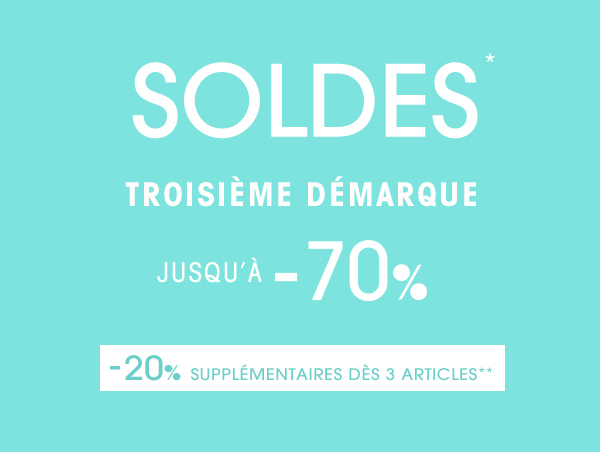 SOLDES*
TROISIÈME DÉMARQUE
JUSQU'À -70%
-20% SUPPLÉMENTAIRES DÈS 3 ARTICLES**